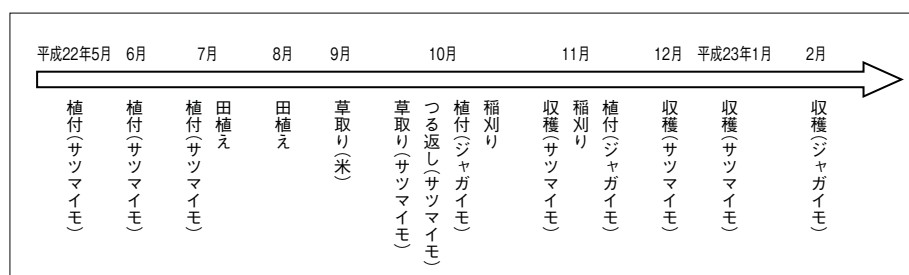 平成22年5月 6月 7月 8月 9月 10月 11月 12月 平成23年1月 2月
植付(サツマイモ)
植付(サツマイモ)
植付(サツマイモ)
田植え
田植え
草取り(米)
草取り(サツマイモ)
つる返し(サツマイモ)
植付(ジャガイモ)
稲刈り
収穫(サツマイモ)
稲刈り
植付(ジャガイモ)
収穫(サツマイモ)
収穫(サツマイモ)
収穫(ジャガイモ)